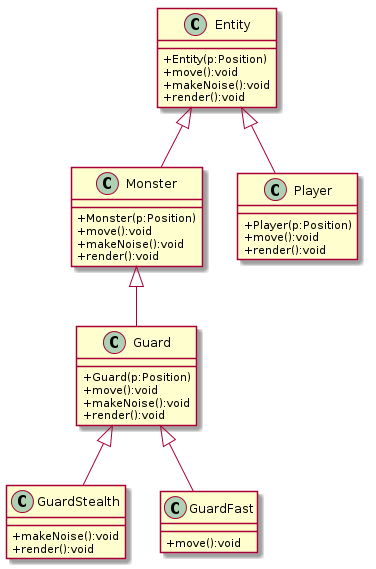 C Entity
+Entity(p:Position)
+move():void
+makeNoise():void
+render():void
C Monster
+Monster(p:Position)
+move():void
+makeNoise():void
+render():void
C Player
+Player(p:Position)
+move():void
+render():void
C Guard
+Guard(p:Position)
+move():void
+makeNoise():void
+render():void
C GuardStealth
+makeNoise():void
+render():void
C GuardFast
+move():void